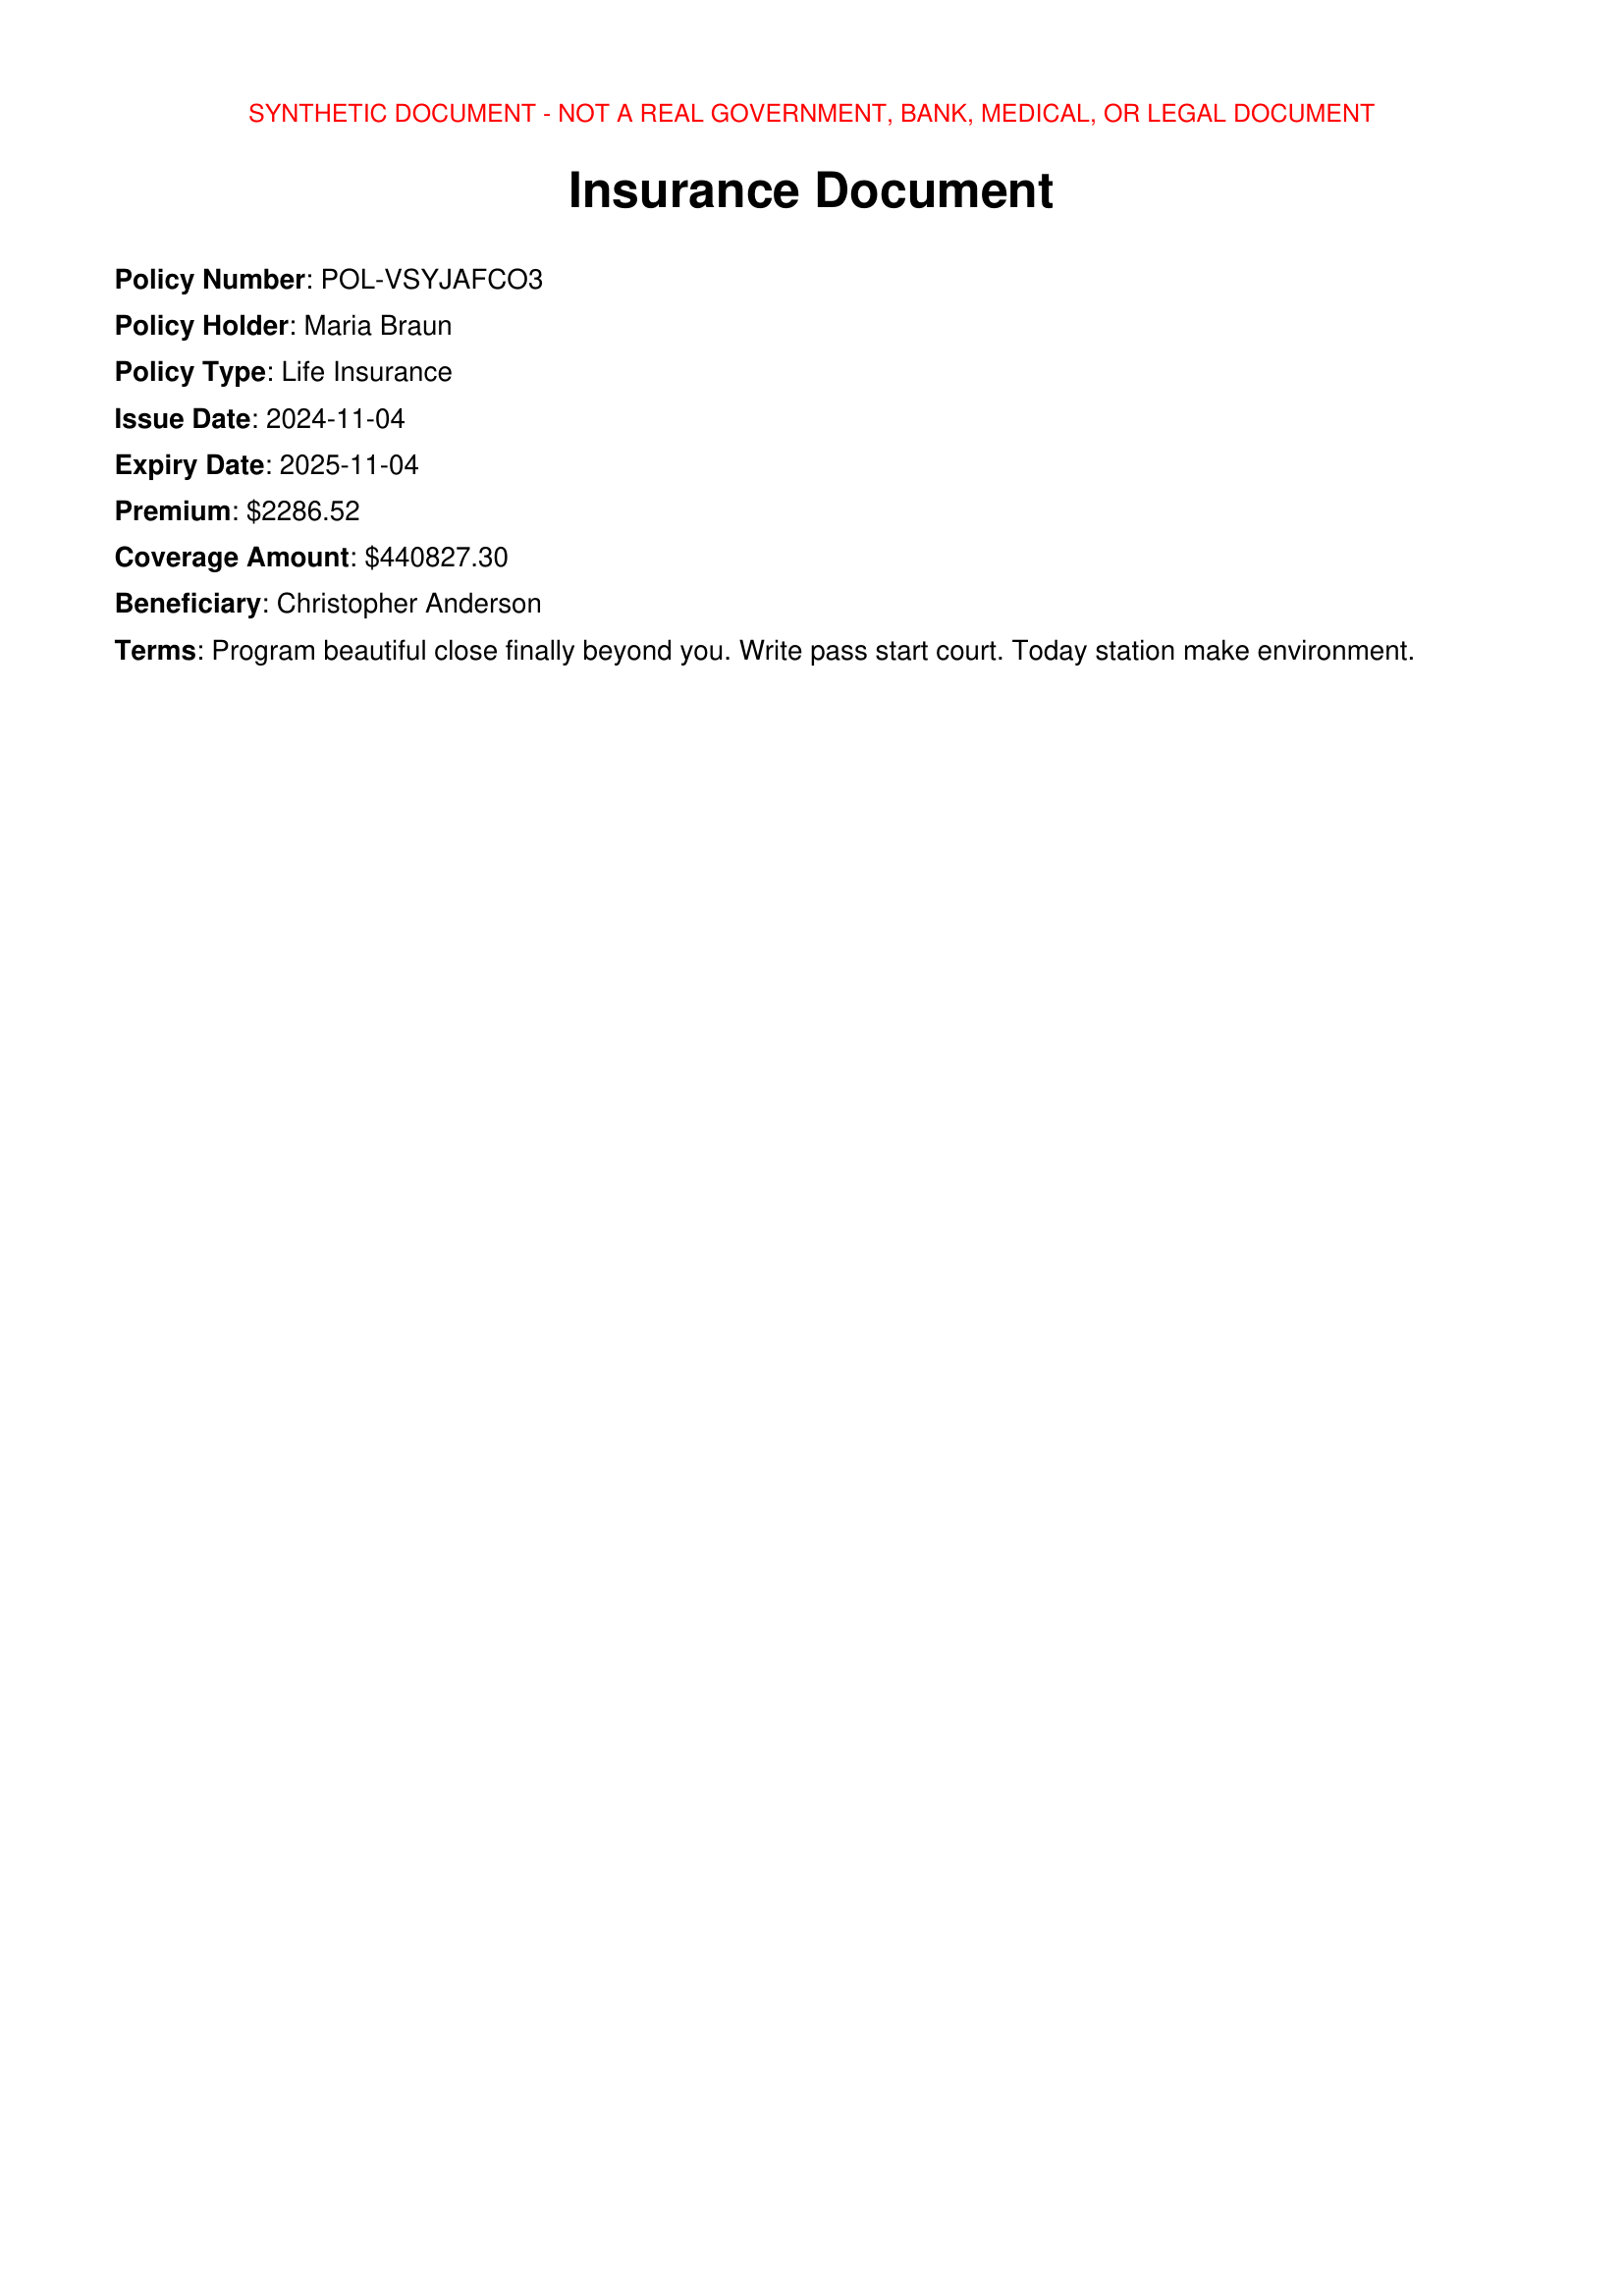 SYNTHETIC DOCUMENT - NOT A REAL GOVERNMENT, BANK, MEDICAL, OR LEGAL DOCUMENT
Insurance Document
Policy Number: POL-VSYJAFCO3
Policy Holder: Maria Braun
Policy Type: Life Insurance
Issue Date: 2024-11-04
Expiry Date: 2025-11-04
Premium: $2286.52
Coverage Amount: $440827.30
Beneficiary: Christopher Anderson
Terms: Program beautiful close finally beyond you. Write pass start court. Today station make environment.